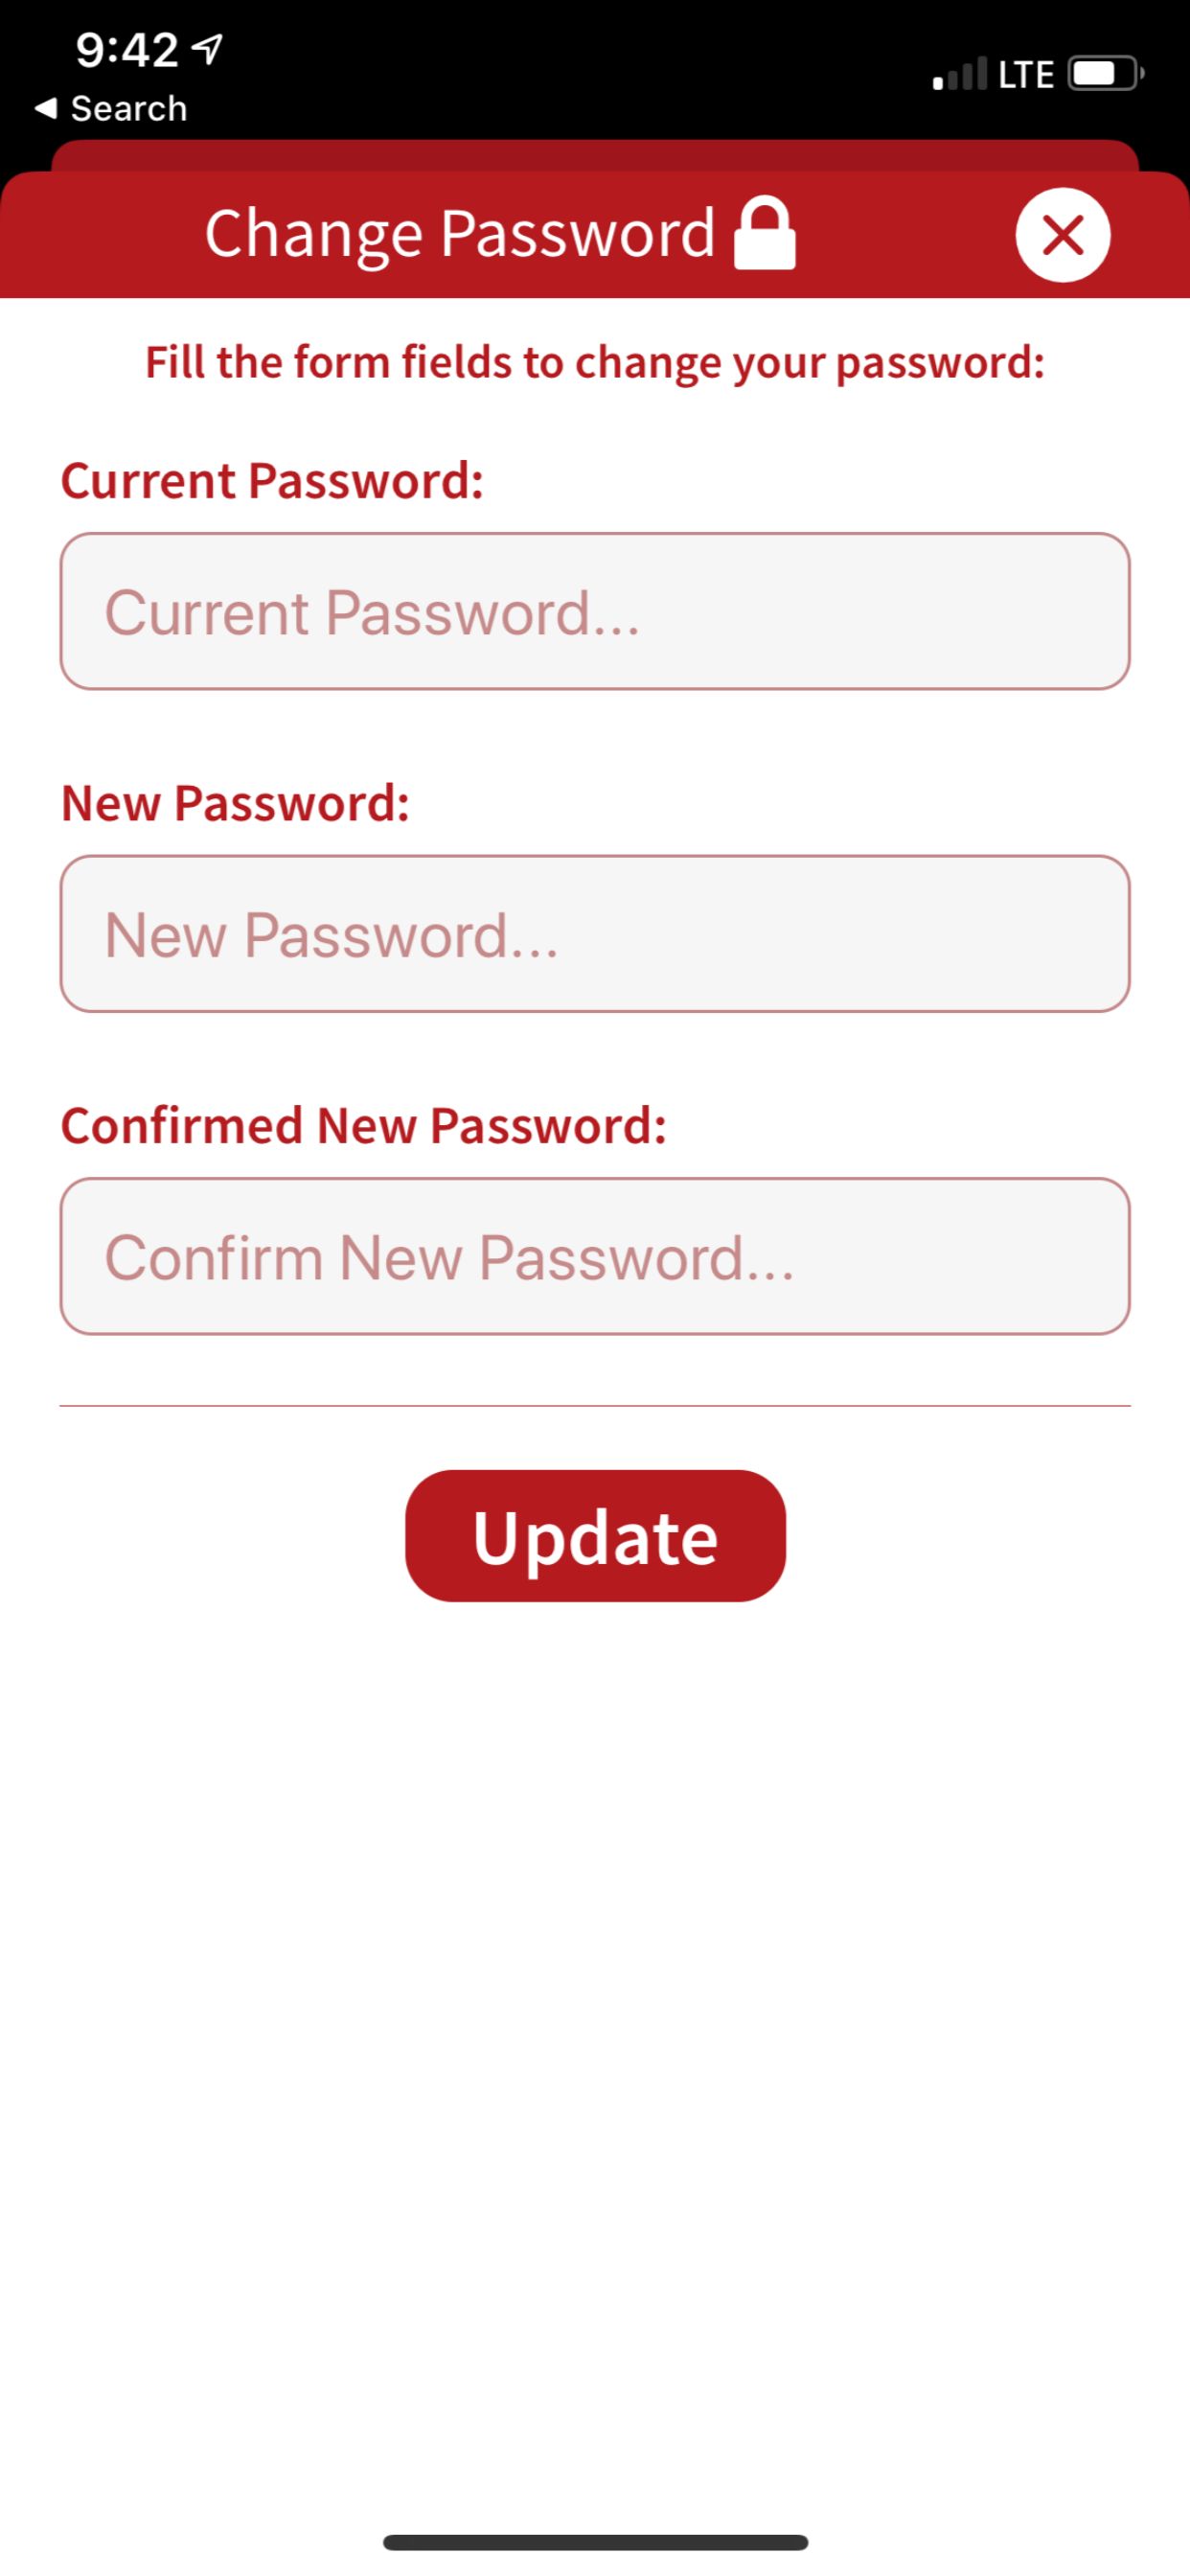 9:42
LTE
Search
Change Password
Fill the form fields to change your password:
Current Password:
Current Password...
New Password:
New Password...
Confirmed New Password:
Confirm New Password...
Update